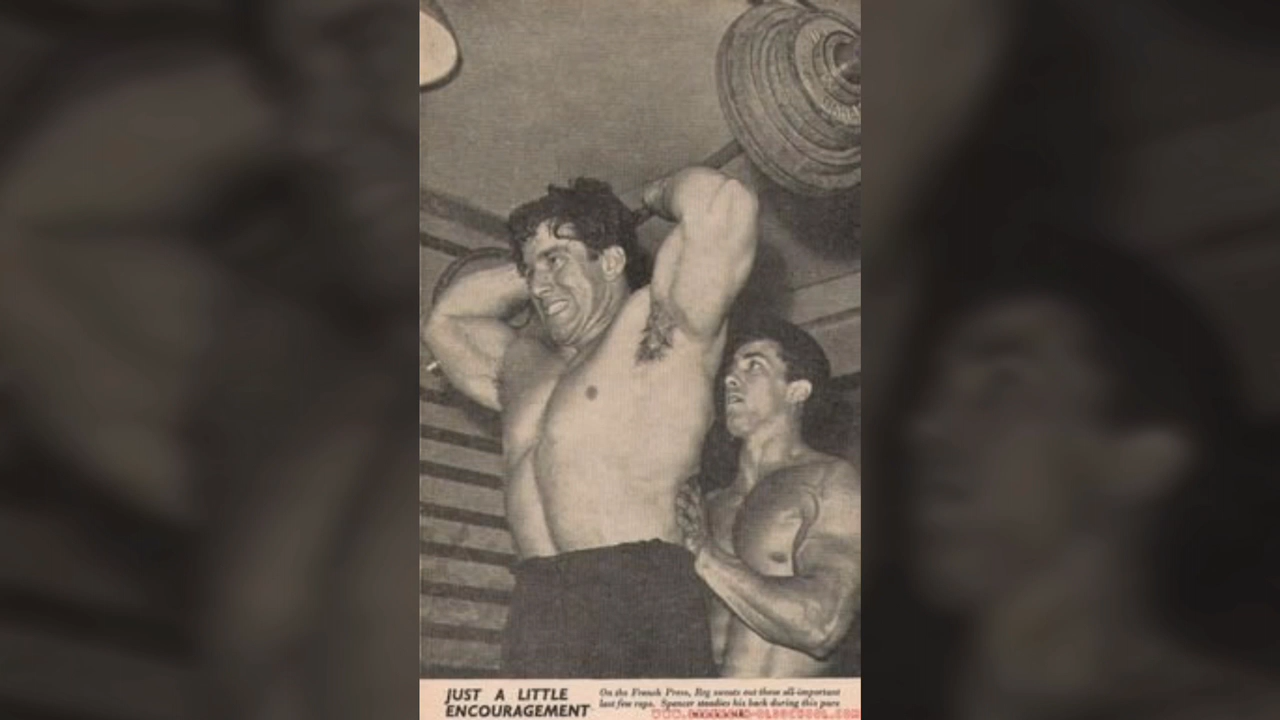 JUST A LITTLE
ENCOURAGEMENT
On the French Press, Reg sweats out those all-important
last few reps. Spencer steadies his back during this pure